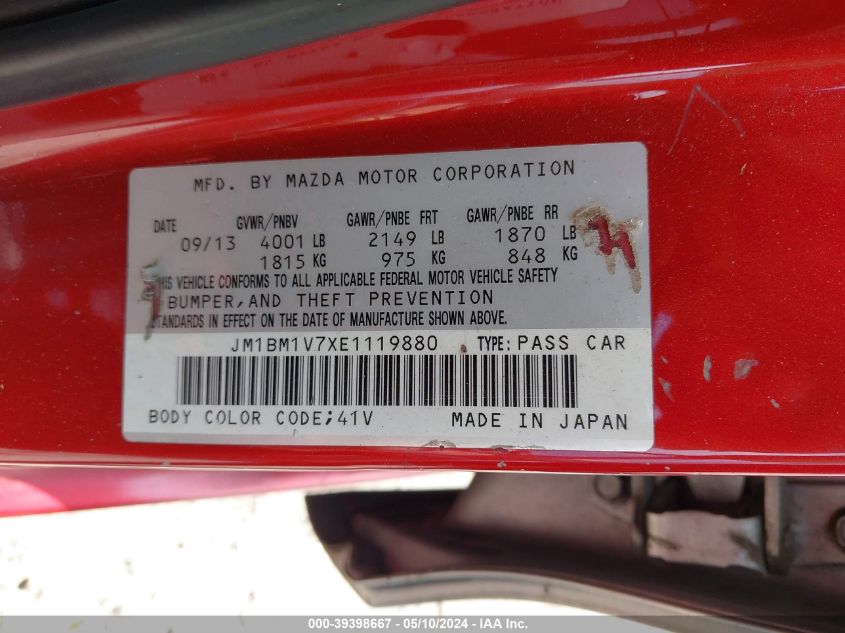 MFD. BY MAZDA MOTOR CORPORATION
DATE GVWR/PNBV GAWR/PNBE FRT GAWR/PNBE RR
09/13 4001 LB 2149 LB 1870 LB
1815 KG 975 KG 848 KG
THIS VEHICLE CONFORMS TO ALL APPLICABLE FEDERAL MOTOR VEHICLE SAFETY
BUMPER, AND THEFT PREVENTION
STANDARDS IN EFFECT ON THE DATE OF MANUFACTURE SHOWN ABOVE.
JM1BM1V7XE1119880 TYPE: PASS CAR
BODY COLOR CODE;41V MADE IN JAPAN
000-39398667 - 05/10/2024 - IAA Inc.